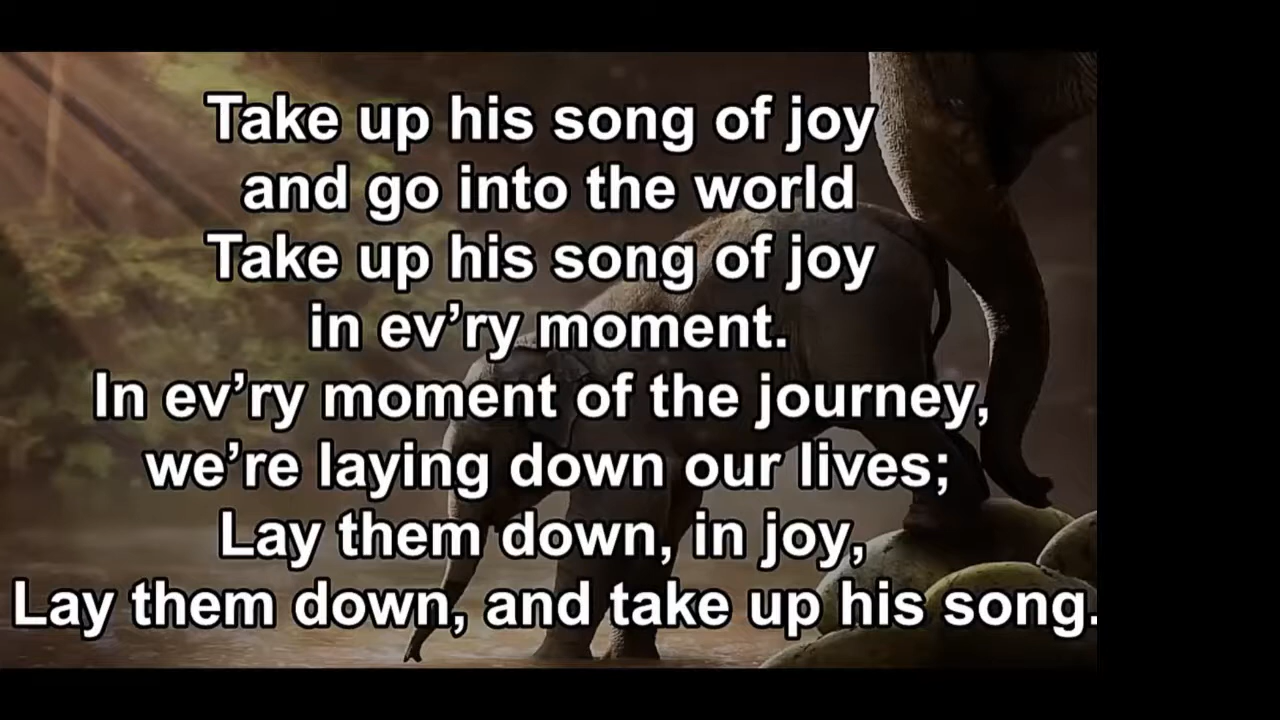 Take up his song of joy
and go into the world
Take up his song of joy
in ev’ry moment.
In ev’ry moment of the journey,
we’re laying down our lives;
Lay them down, in joy,
Lay them down, and take up his song.